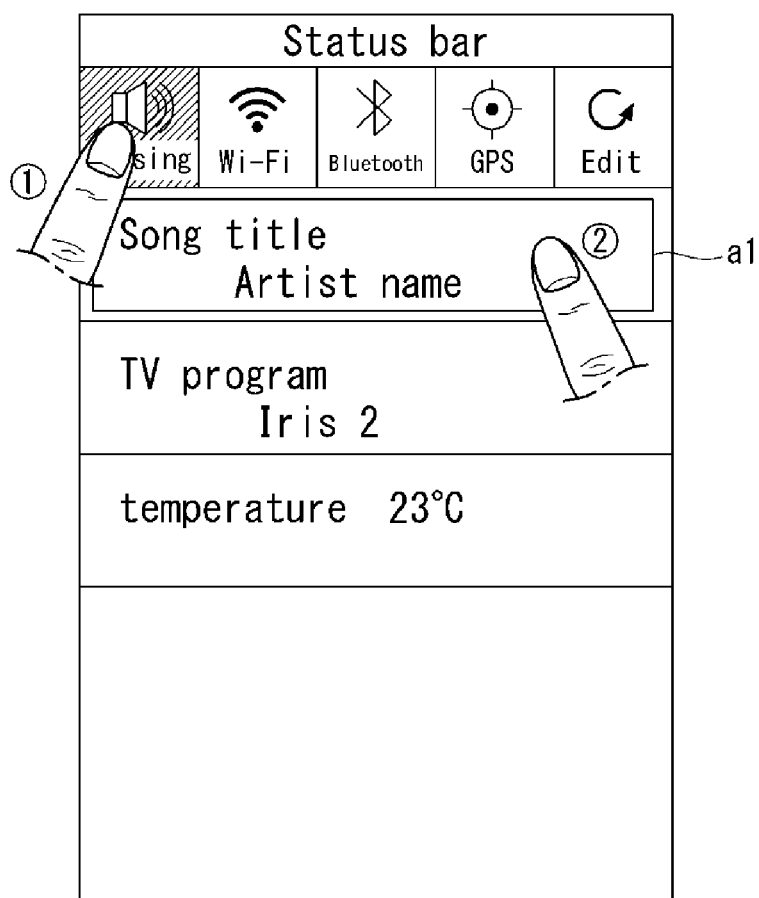 Status bar
sing Wi-Fi Bluetooth GPS Edit
①
Song title ②
Artist name
a1
TV program
Iris 2
temperature 23°C